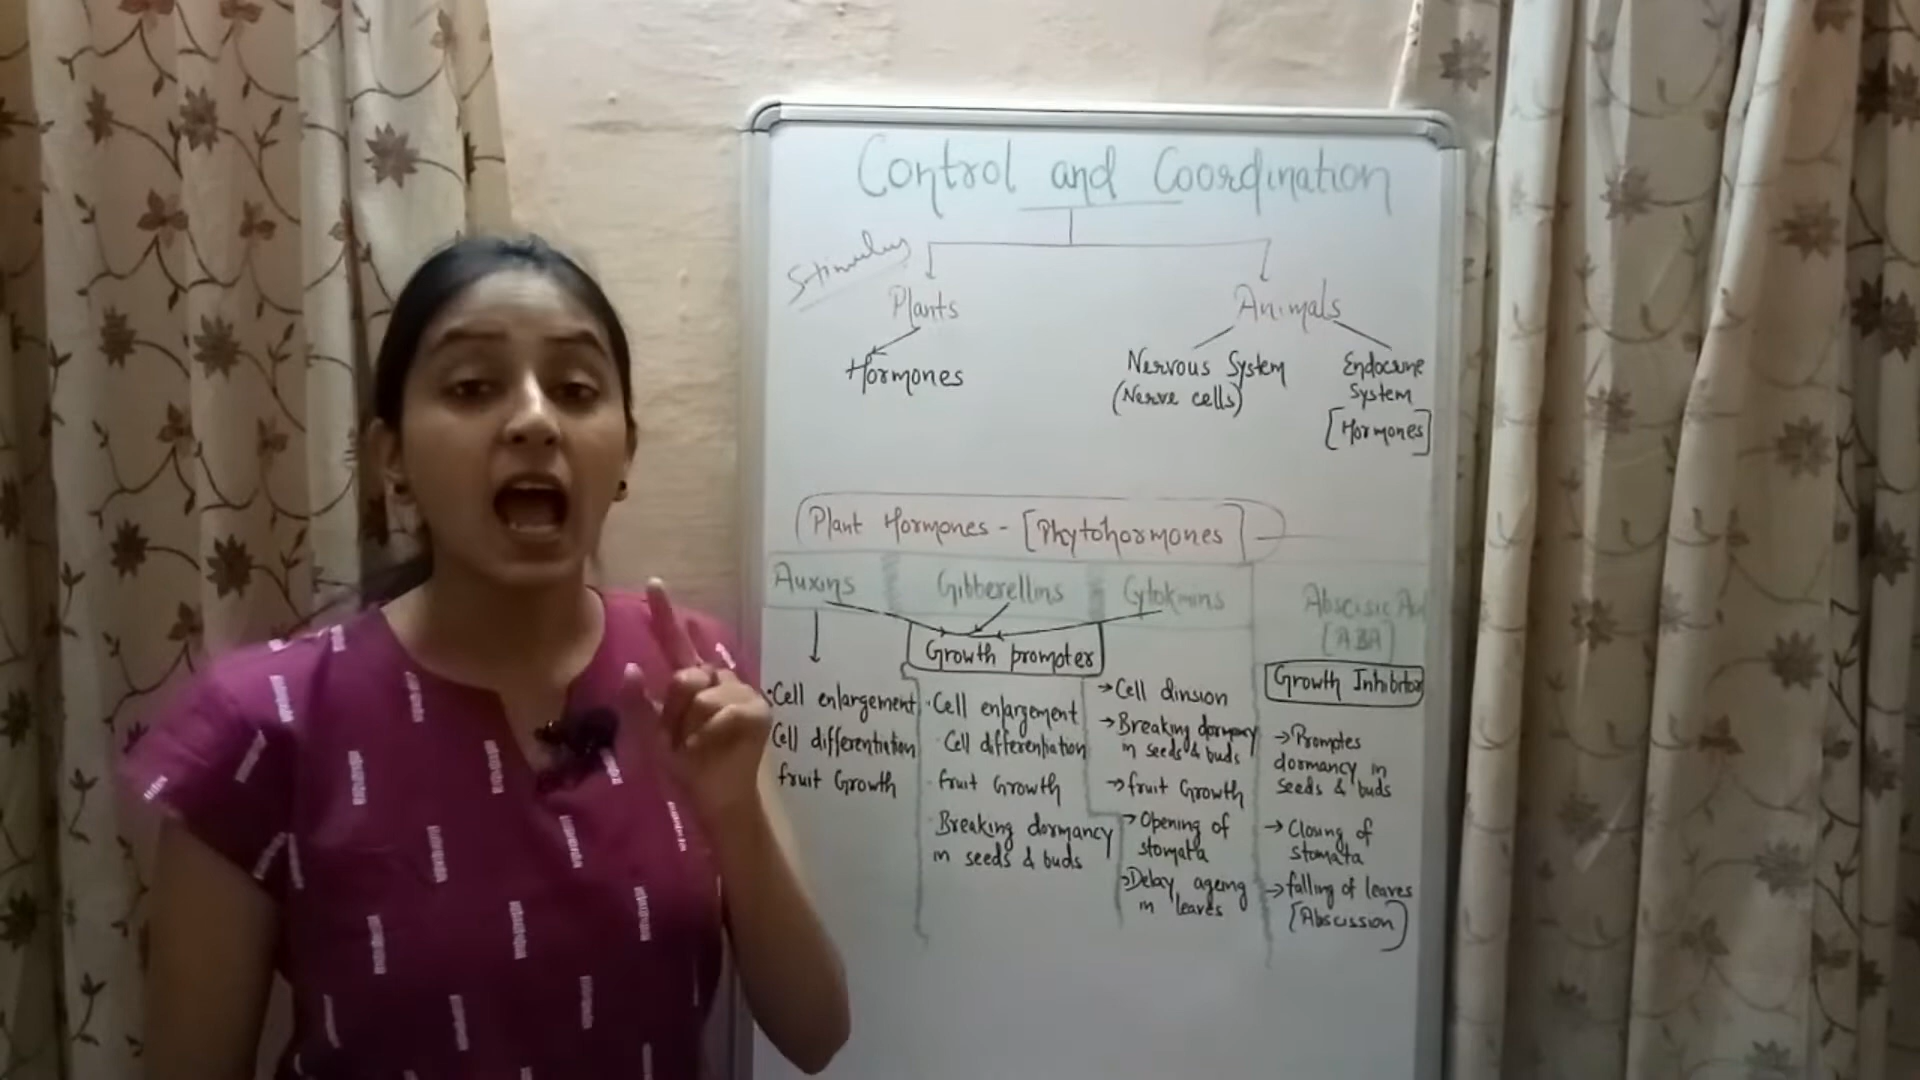 Control and Coordination
Stimulus
Plants
Animals
Hormones
Nervous System
(Nerve cells)
Endocrine
System
[Hormones]
Plant Hormones - [Phytohormones]
Auxins
Gibberellins
Cytokinins
Abscisic
[ABA]
Growth promoter
Growth Inhibitor
· Cell enlargement
Cell differentiation
fruit Growth
· Cell enlargement
· Cell differentiation
· fruit Growth
· Breaking dormancy
in seeds & buds
→ Cell division
→ Breaking dormancy
in seeds & buds
→ fruit Growth
→ Opening of
stomata
→ Delay ageing
in leaves
→ Promotes
dormancy in
seeds & buds
→ Closing of
stomata
→ falling of leaves
[Abscission]